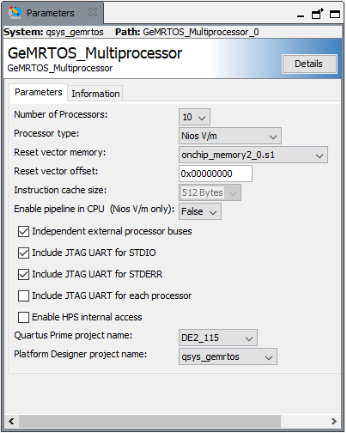 Parameters
System: qsys_gemrtos Path: GeMRTOS_Multiprocessor_0
GeMRTOS_Multiprocessor
GeMRTOS_Multiprocessor
Details
Parameters Information
Number of Processors: 10
Processor type: Nios V/m
Reset vector memory: onchip_memory2_0.s1
Reset vector offset: 0x00000000
Instruction cache size: 512 Bytes
Enable pipeline in CPU (Nios V/m only): False
Independent external processor buses
Include JTAG UART for STDIO
Include JTAG UART for STDERR
Include JTAG UART for each processor
Enable HPS internal access
Quartus Prime project name: DE2_115
Platform Designer project name: qsys_gemrtos